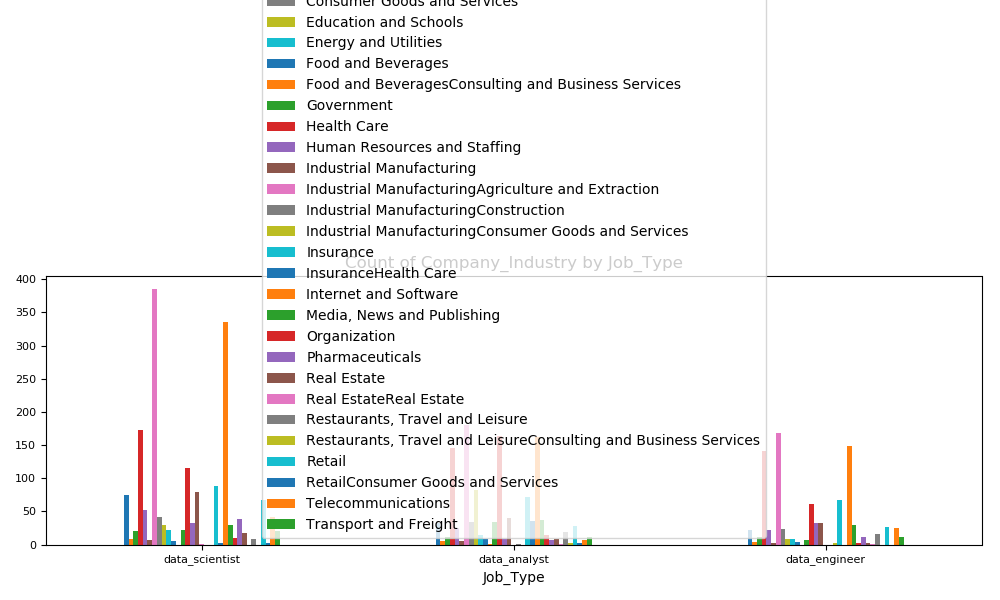 Consumer Goods and Services
Education and Schools
Energy and Utilities
Food and Beverages
Food and BeveragesConsulting and Business Services
Government
Health Care
Human Resources and Staffing
Industrial Manufacturing
Industrial ManufacturingAgriculture and Extraction
Industrial ManufacturingConstruction
Industrial ManufacturingConsumer Goods and Services
Insurance
Count of Company_Industry by Job_Type
InsuranceHealth Care
Internet and Software
Media, News and Publishing
Organization
Pharmaceuticals
Real Estate
Real EstateReal Estate
Restaurants, Travel and Leisure
Restaurants, Travel and LeisureConsulting and Business Services
Retail
RetailConsumer Goods and Services
Telecommunications
Transport and Freight
400
350
300
250
200
150
100
50
0
data_scientist
data_analyst
data_engineer
Job_Type